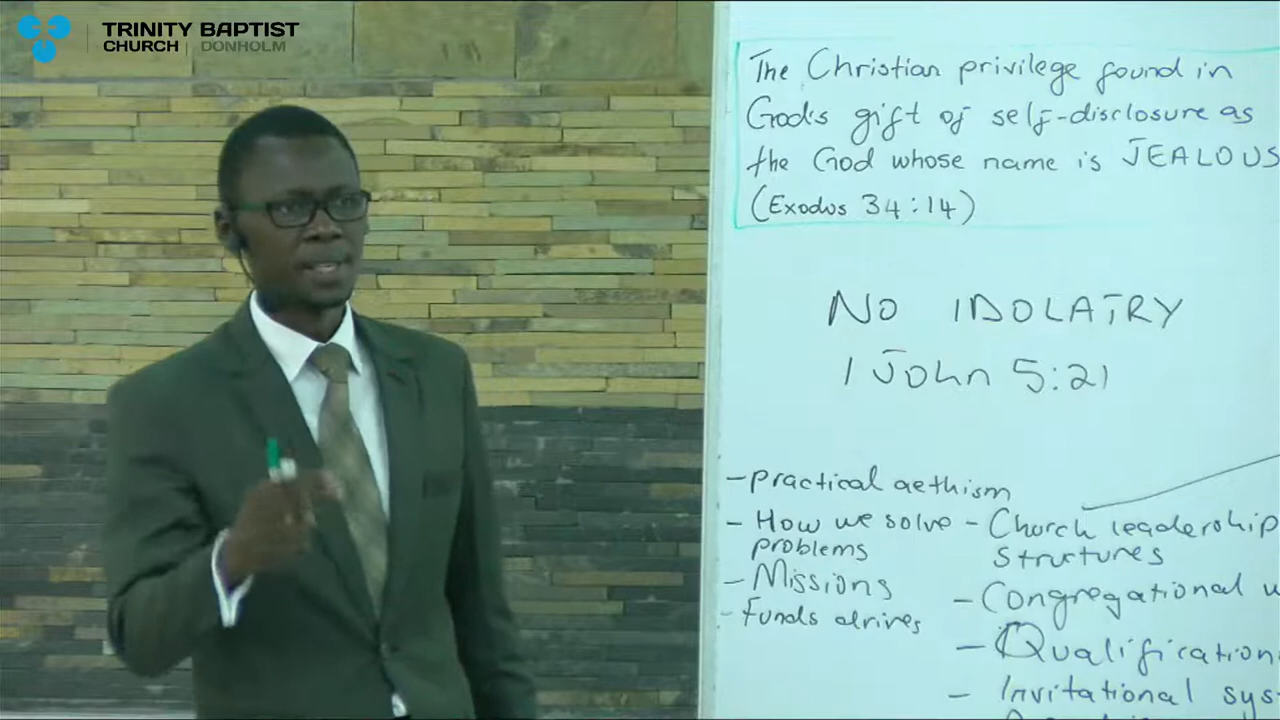 TRINITY BAPTIST
CHURCH | DONHOLM
The Christian privilege found in
God's gift of self-disclosure as
the God whose name is JEALOUS
(Exodus 34:14)
NO IDOLATRY
1 John 5:21
- practical aethism
- How we solve
problems
- Missions
- Funds drives
- Church leadership
structures
- Congregational
- Qualification
- Invitational